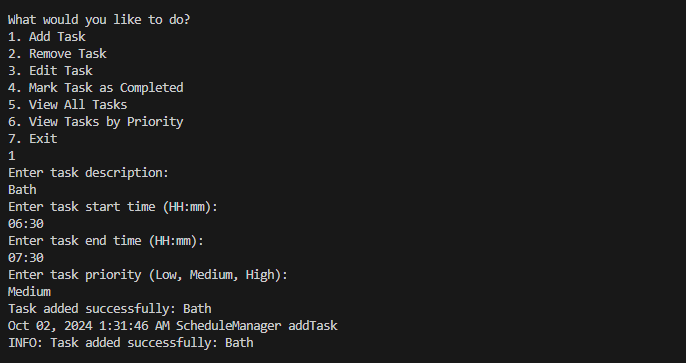 What would you like to do?
1. Add Task
2. Remove Task
3. Edit Task
4. Mark Task as Completed
5. View All Tasks
6. View Tasks by Priority
7. Exit
1
Enter task description:
Bath
Enter task start time (HH:mm):
06:30
Enter task end time (HH:mm):
07:30
Enter task priority (Low, Medium, High):
Medium
Task added successfully: Bath
Oct 02, 2024 1:31:46 AM ScheduleManager addTask
INFO: Task added successfully: Bath